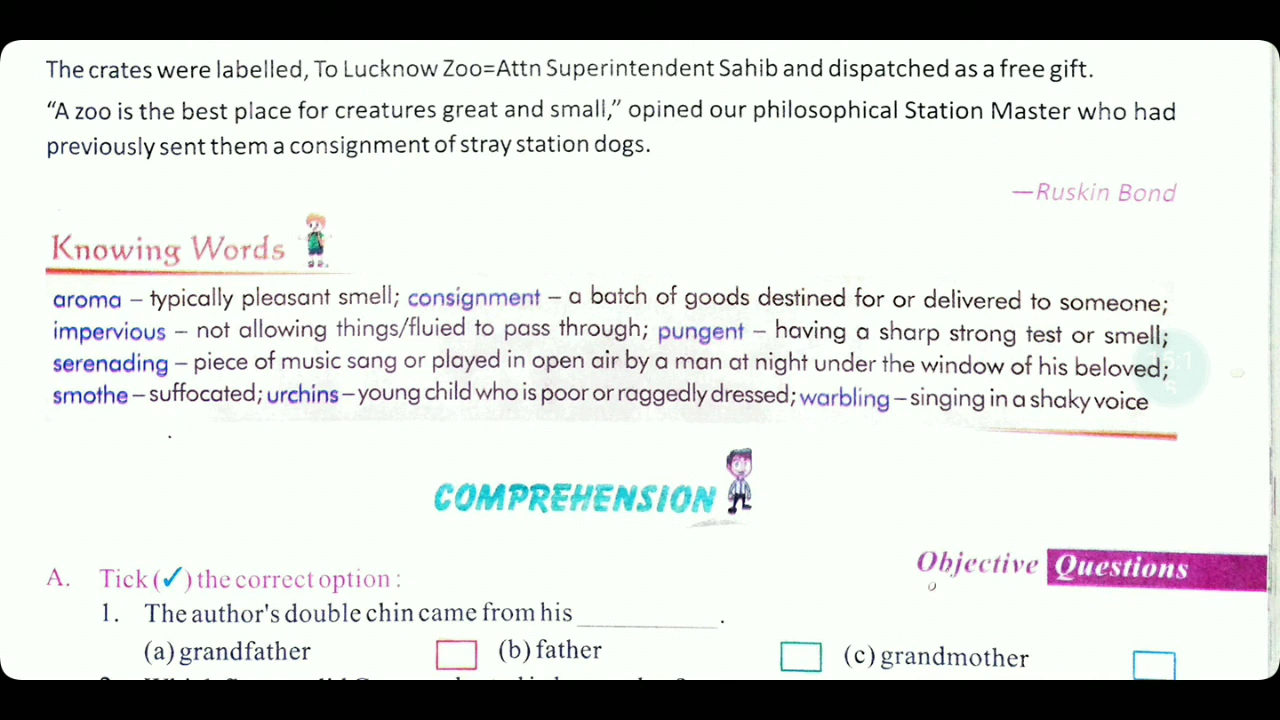 The crates were labelled, To Lucknow Zoo=Attn Superintendent Sahib and dispatched as a free gift.
“A zoo is the best place for creatures great and small,” opined our philosophical Station Master who had
previously sent them a consignment of stray station dogs.
—Ruskin Bond
Knowing Words
aroma – typically pleasant smell; consignment – a batch of goods destined for or delivered to someone;
impervious – not allowing things/fluied to pass through; pungent – having a sharp strong test or smell;
serenading – piece of music sang or played in open air by a man at night under the window of his beloved;
smothe – suffocated; urchins – young child who is poor or raggedly dressed; warbling – singing in a shaky voice
COMPREHENSION
Objective Questions
A. Tick (✓) the correct option :
1. The author's double chin came from his __________.
(a) grandfather (b) father (c) grandmother